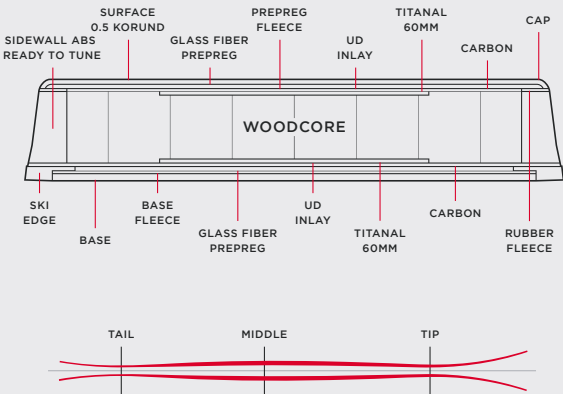 SURFACE
0.5 KORUND
PREPREG
FLEECE
TITANAL
60MM
CAP
SIDEWALL ABS
READY TO TUNE
GLASS FIBER
PREPREG
UD
INLAY
CARBON
WOODCORE
SKI
EDGE
BASE
BASE
FLEECE
GLASS FIBER
PREPREG
UD
INLAY
TITANAL
60MM
CARBON
RUBBER
FLEECE
TAIL
MIDDLE
TIP